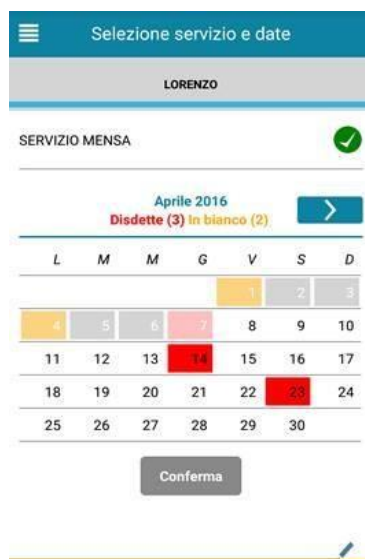 Selezione servizio e date
LORENZO
SERVIZIO MENSA
Aprile 2016
Disdette (3) In bianco (2)
L M M G V S D
1 2 3
4 5 6 7 8 9 10
11 12 13 14 15 16 17
18 19 20 21 22 23 24
25 26 27 28 29 30
Conferma